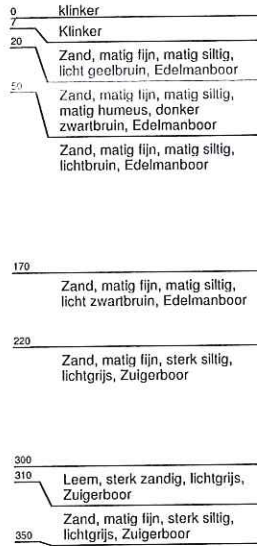 0 klinker
7 Klinker
20 Zand, matig fijn, matig siltig,
licht geelbruin, Edelmanboor
50 Zand, matig fijn, matig siltig,
matig humeus, donker
zwartbruin, Edelmanboor
Zand, matig fijn, matig siltig,
lichtbruin, Edelmanboor
170
Zand, matig fijn, matig siltig,
licht zwartbruin, Edelmanboor
220
Zand, matig fijn, sterk siltig,
lichtgrijs, Zuigerboor
300
310 Leem, sterk zandig, lichtgrijs,
Zuigerboor
Zand, matig fijn, sterk siltig,
350 lichtgrijs, Zuigerboor